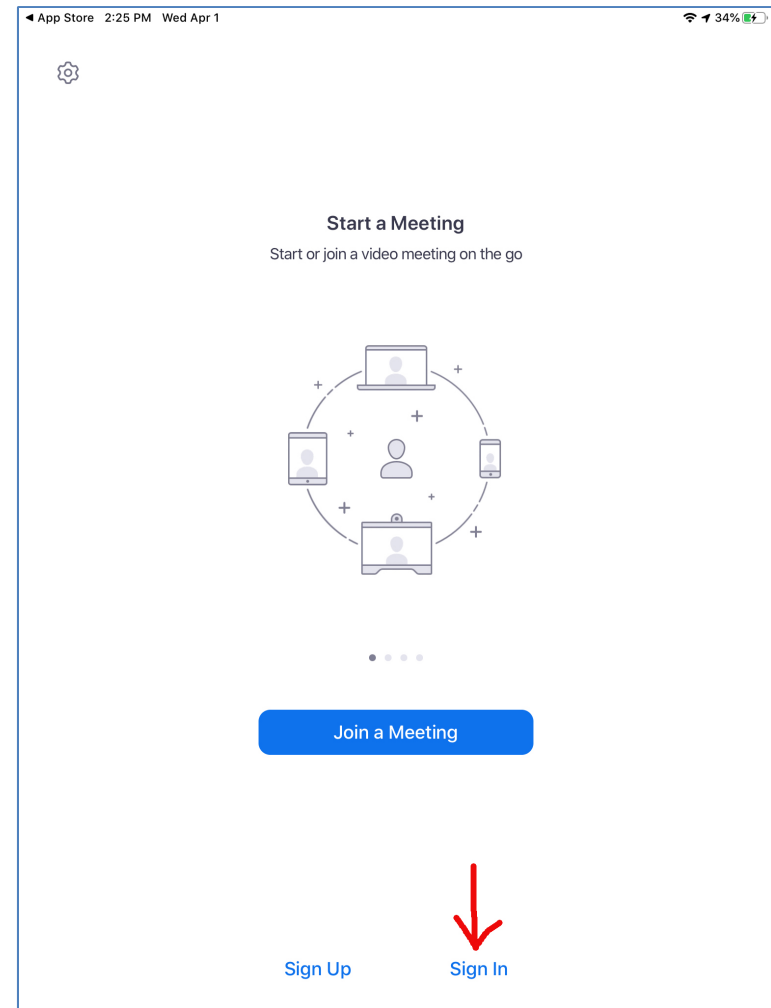 ◀ App Store 2:25 PM Wed Apr 1 34%
Start a Meeting
Start or join a video meeting on the go
Join a Meeting
Sign Up Sign In